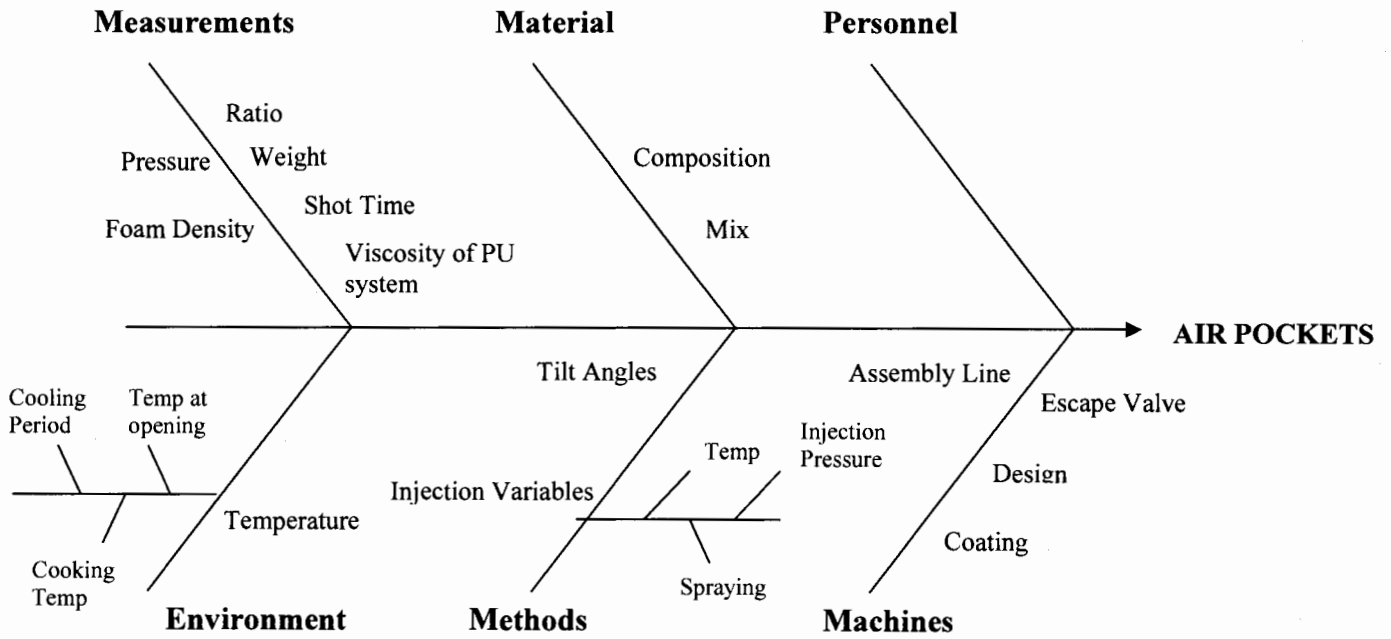 Measurements
Material
Personnel
Ratio
Pressure
Weight
Composition
Shot Time
Foam Density
Mix
Viscosity of PU
system
AIR POCKETS
Tilt Angles
Assembly Line
Cooling
Period
Temp at
opening
Escape Valve
Temp
Injection
Pressure
Design
Injection Variables
Temperature
Coating
Cooking
Temp
Spraying
Environment
Methods
Machines